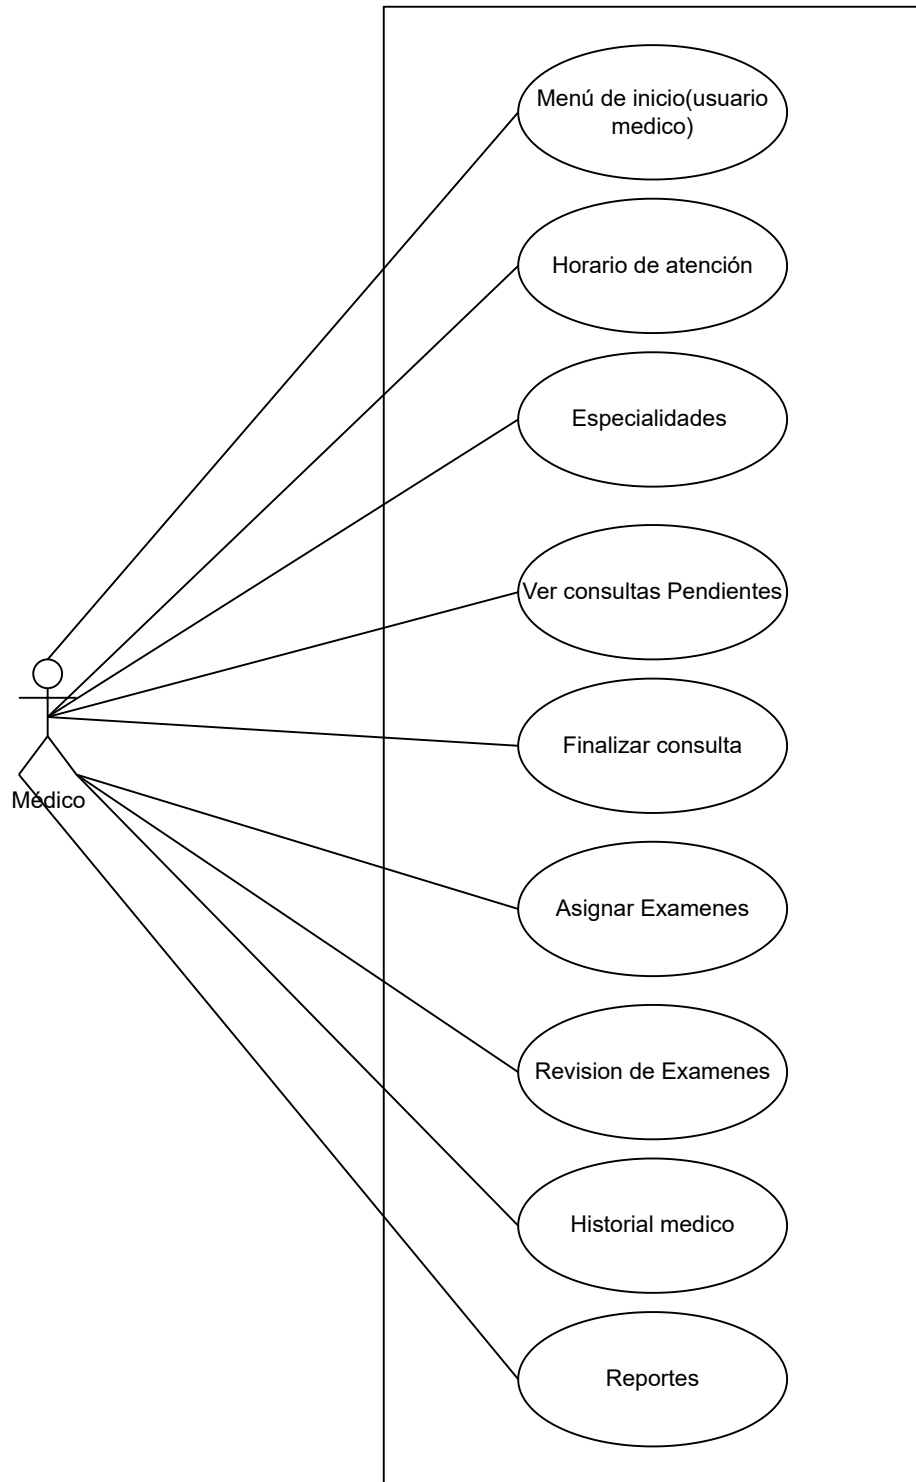 Menú de inicio(usuario
medico)
Horario de atención
Especialidades
Ver consultas Pendientes
Finalizar consulta
Médico
Asignar Examenes
Revision de Examenes
Historial medico
Reportes